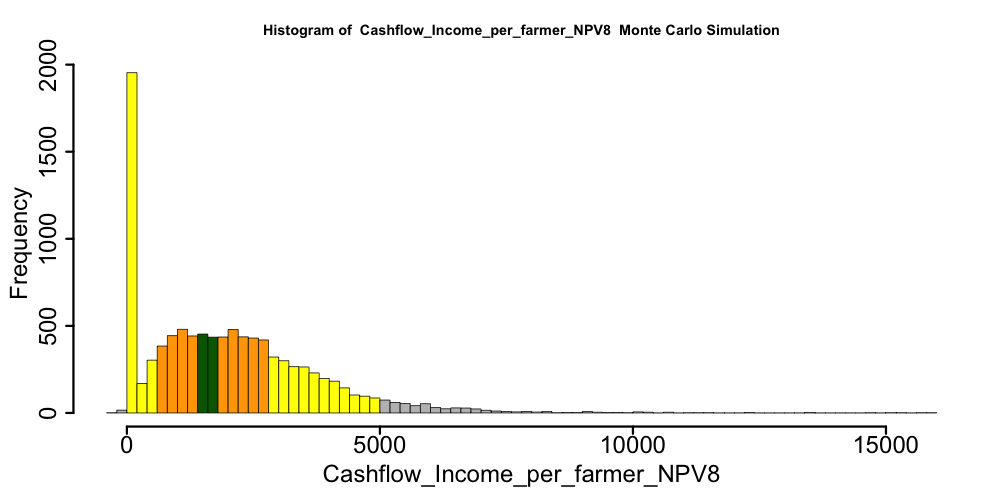 Histogram of  Cashflow_Income_per_farmer_NPV8  Monte Carlo Simulation
Frequency
2000
1500
1000
500
0
0 5000 10000 15000
Cashflow_Income_per_farmer_NPV8